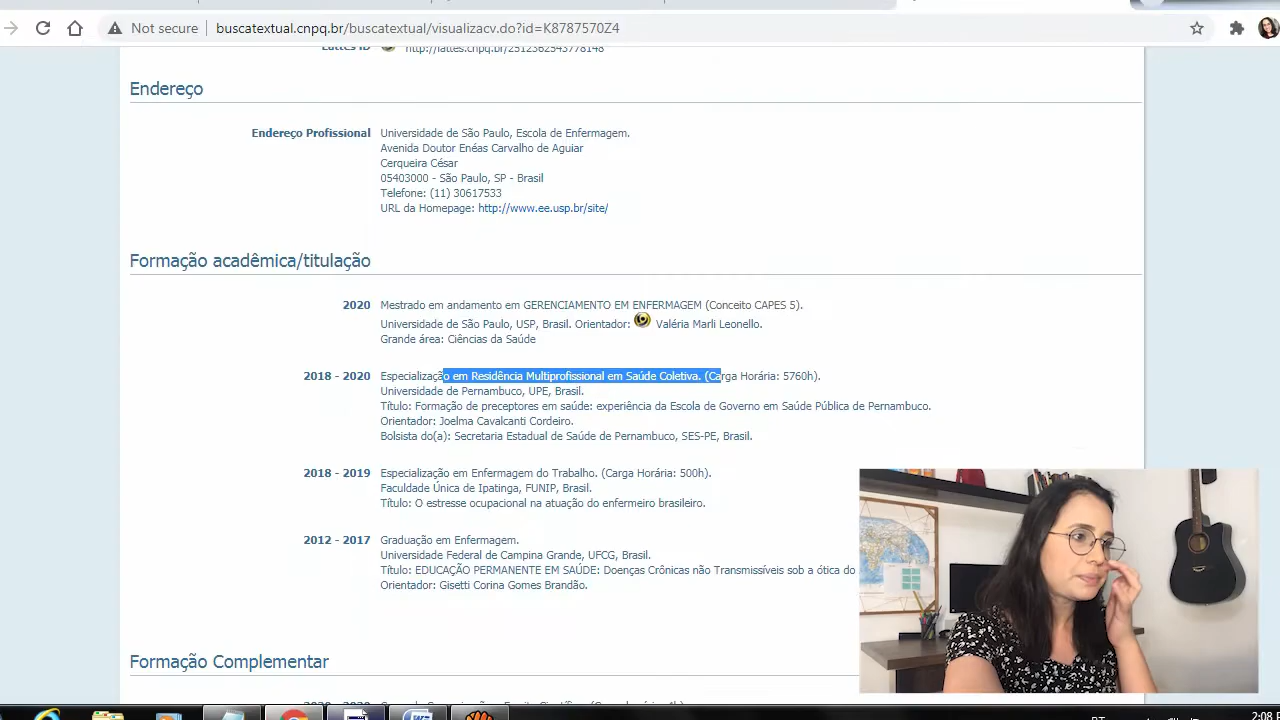 Not secure
buscatextual.cnpq.br/buscatextual/visualizacv.do?id=K8787570Z4
Lattes ID http://lattes.cnpq.br/2512362543778148
Endereço
Endereço Profissional Universidade de São Paulo, Escola de Enfermagem.
Avenida Doutor Enéas Carvalho de Aguiar
Cerqueira César
05403000 - São Paulo, SP - Brasil
Telefone: (11) 30617533
URL da Homepage: http://www.ee.usp.br/site/
Formação acadêmica/titulação
2020 Mestrado em andamento em GERENCIAMENTO EM ENFERMAGEM (Conceito CAPES 5).
Universidade de São Paulo, USP, Brasil. Orientador: Valéria Marli Leonello.
Grande área: Ciências da Saúde
2018 - 2020 Especialização em Residência Multiprofissional em Saúde Coletiva. (Carga Horária: 5760h).
Universidade de Pernambuco, UPE, Brasil.
Título: Formação de preceptores em saúde: experiência da Escola de Governo em Saúde Pública de Pernambuco.
Orientador: Joelma Cavalcanti Cordeiro.
Bolsista do(a): Secretaria Estadual de Saúde de Pernambuco, SES-PE, Brasil.
2018 - 2019 Especialização em Enfermagem do Trabalho. (Carga Horária: 500h).
Faculdade Única de Ipatinga, FUNIP, Brasil.
Título: O estresse ocupacional na atuação do enfermeiro brasileiro.
2012 - 2017 Graduação em Enfermagem.
Universidade Federal de Campina Grande, UFCG, Brasil.
Título: EDUCAÇÃO PERMANENTE EM SAÚDE: Doenças Crônicas não Transmissíveis sob a ótica do
Orientador: Gisetti Corina Gomes Brandão.
Formação Complementar
2:08